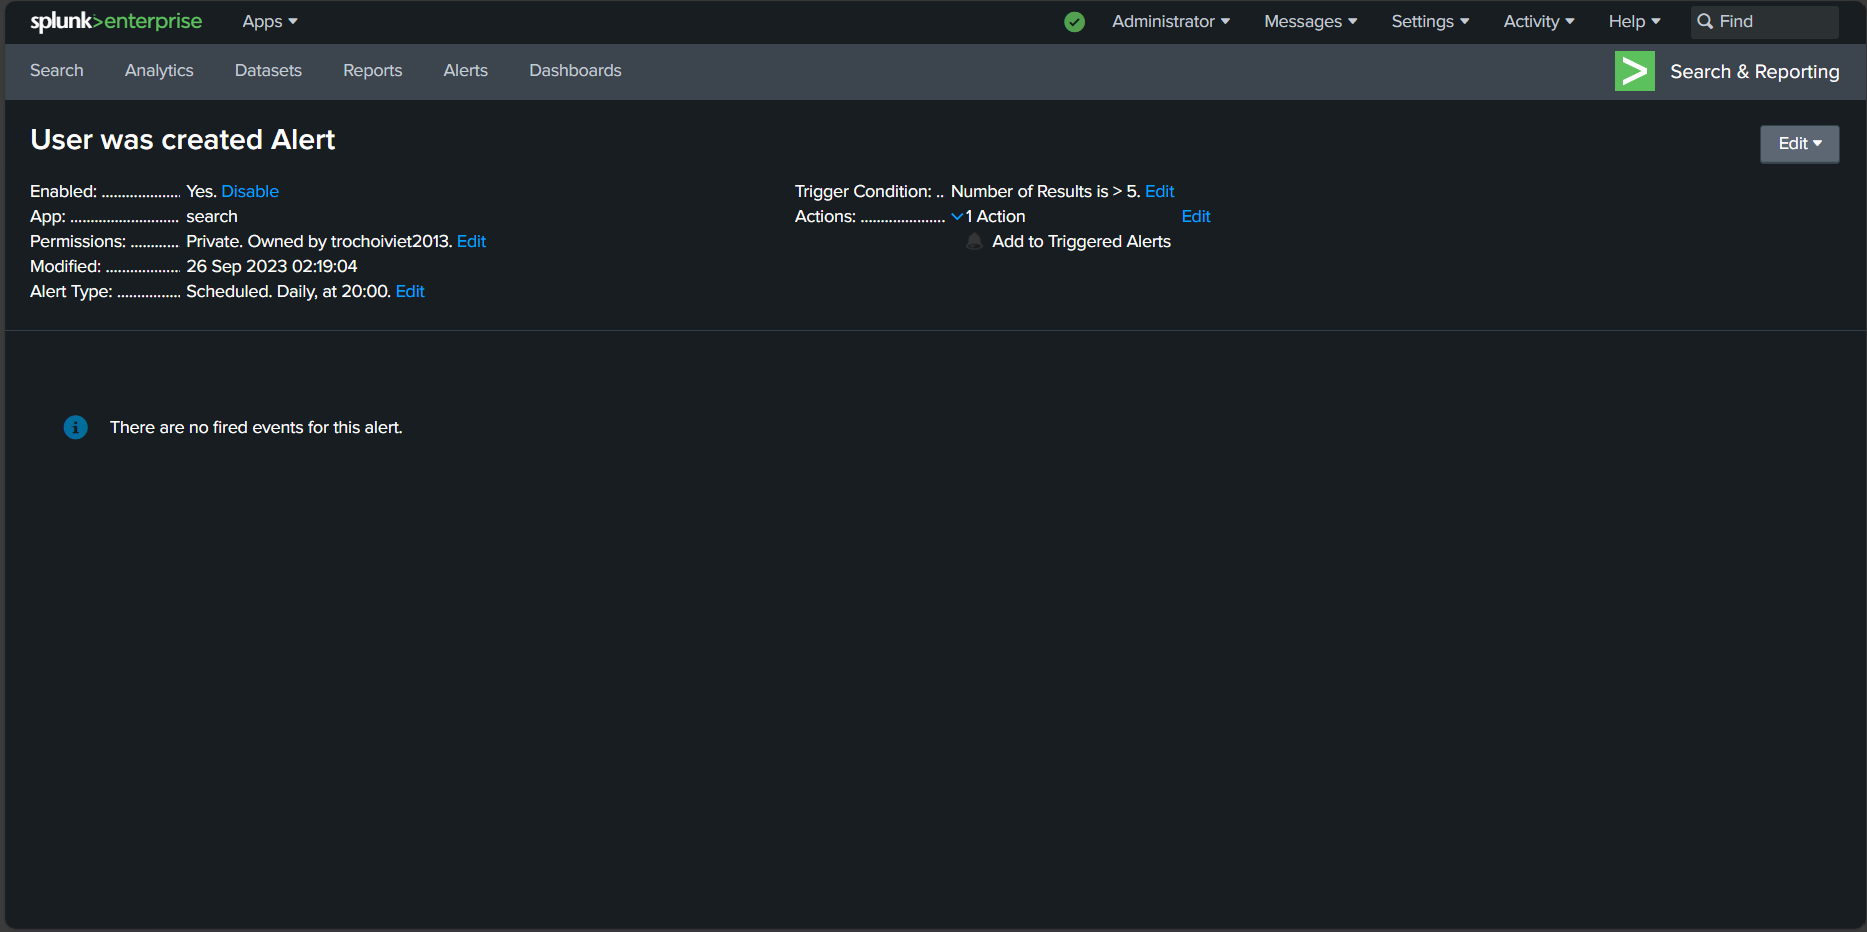 splunk>enterprise Apps Administrator Messages Settings Activity Help Find
Search Analytics Datasets Reports Alerts Dashboards Search & Reporting
User was created Alert
Edit
Enabled: ................... Yes. Disable
App: .......................... search
Permissions: ............ Private. Owned by trochoiviet2013. Edit
Modified: .................. 26 Sep 2023 02:19:04
Alert Type: ............... Scheduled. Daily, at 20:00. Edit
Trigger Condition: .. Number of Results is > 5. Edit
Actions: ..................... 1 Action Edit
Add to Triggered Alerts
There are no fired events for this alert.